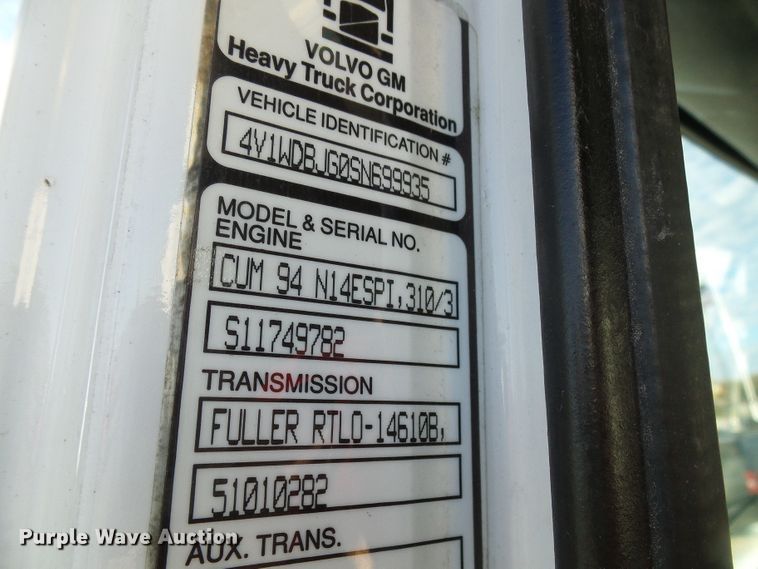 VOLVO GM
Heavy Truck Corporation
VEHICLE IDENTIFICATION #
4V1WDBJG0SN699935
MODEL & SERIAL NO.
ENGINE
CUM 94 N14ESPI,310/3
S11749782
TRANSMISSION
FULLER RTLO-14610B,
S1010282
AUX. TRANS.
Purple Wave Auction